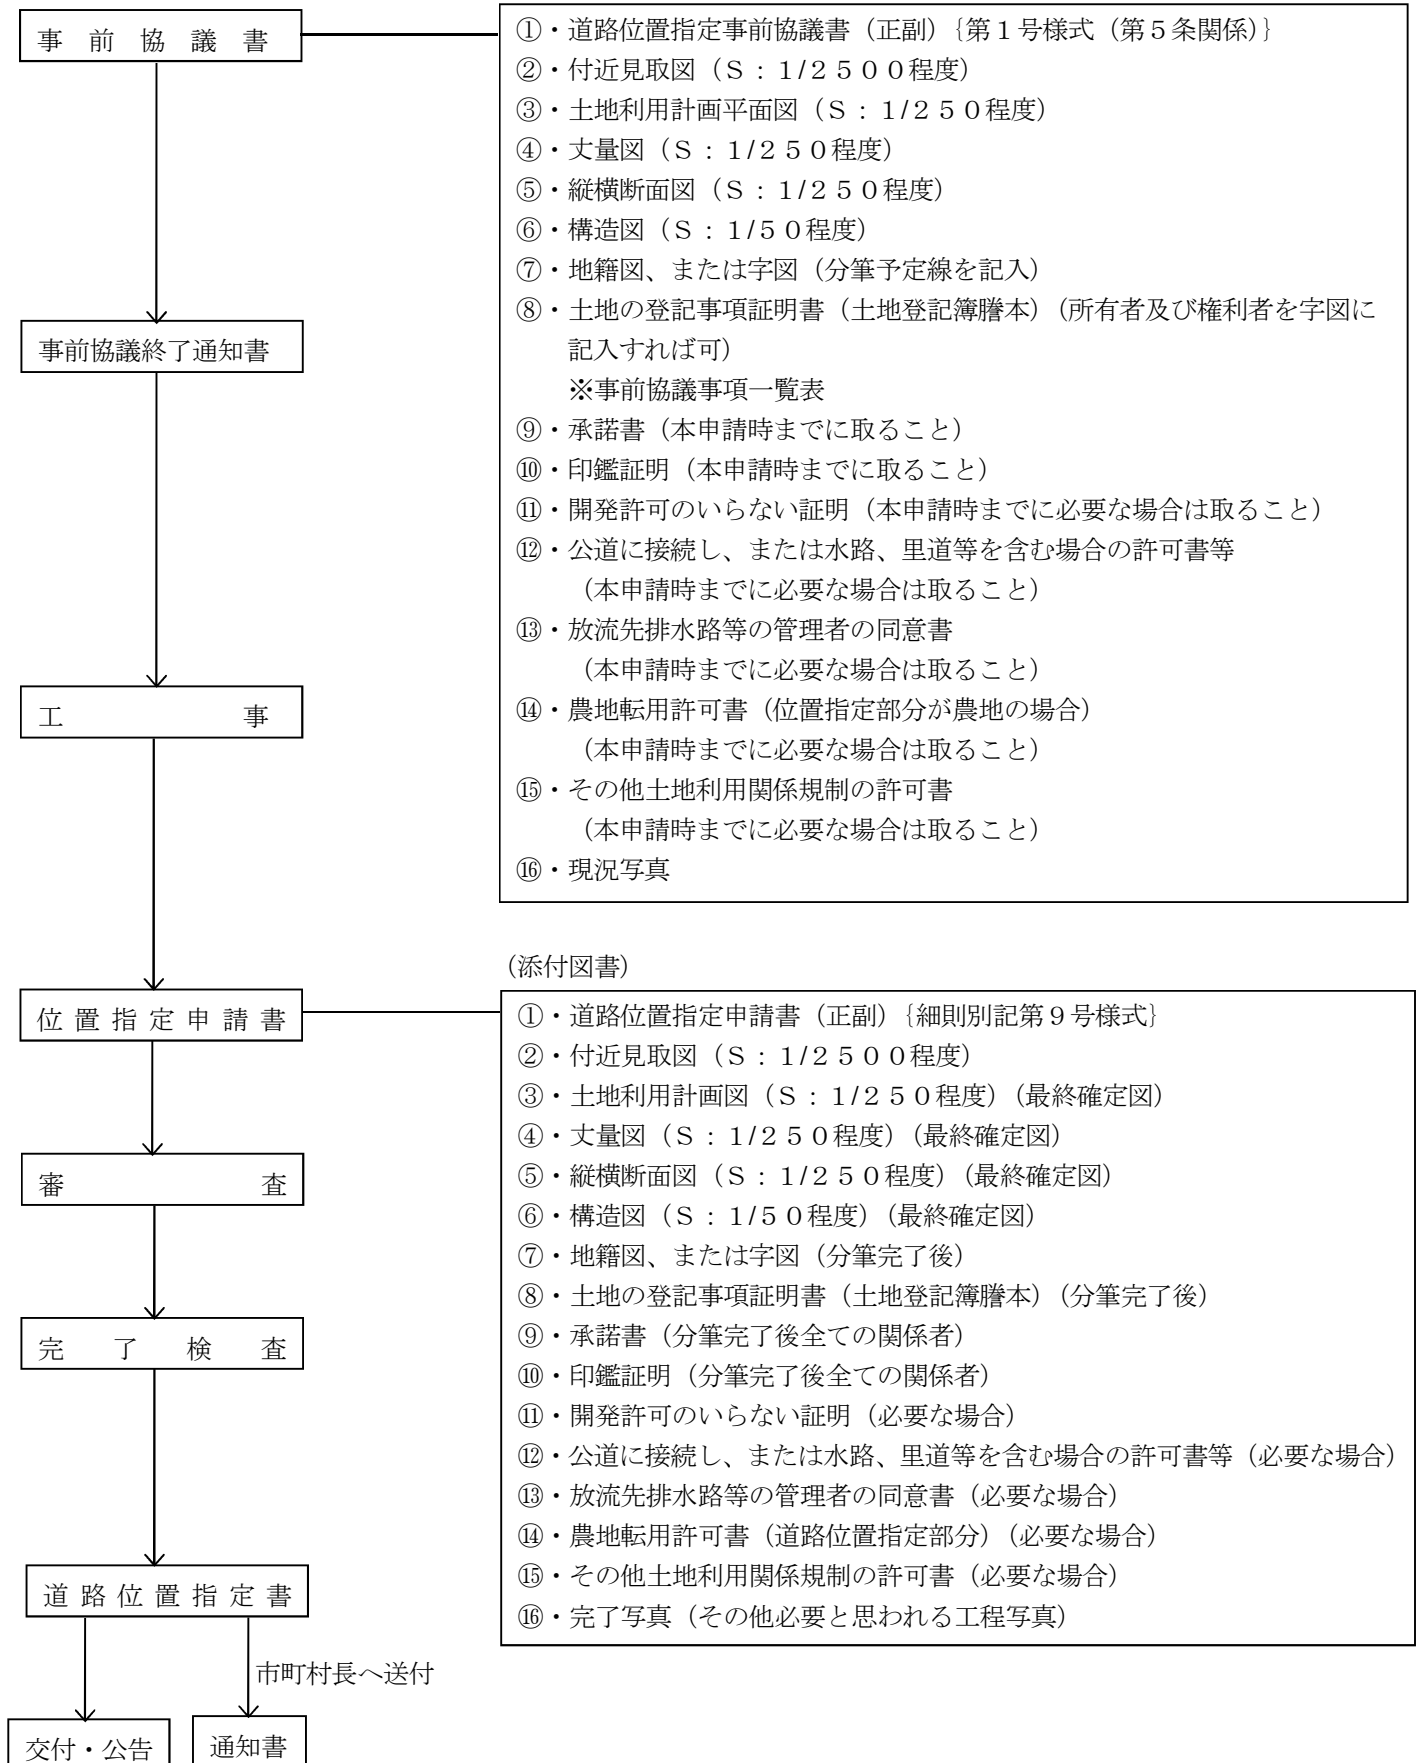 事前協議書
①・道路位置指定事前協議書（正副）{第１号様式（第５条関係）}
②・付近見取図（Ｓ：１/２５００程度）
③・土地利用計画平面図（Ｓ：１/２５０程度）
④・丈量図（Ｓ：１/２５０程度）
⑤・縦横断面図（Ｓ：１/２５０程度）
⑥・構造図（Ｓ：１/５０程度）
⑦・地籍図、または字図（分筆予定線を記入）
⑧・土地の登記事項証明書（土地登記簿謄本）（所有者及び権利者を字図に
記入すれば可）
※事前協議事項一覧表
⑨・承諾書（本申請時までに取ること）
⑩・印鑑証明（本申請時までに取ること）
⑪・開発許可のいらない証明（本申請時までに必要な場合は取ること）
⑫・公道に接続し、または水路、里道等を含む場合の許可書等
（本申請時までに必要な場合は取ること）
⑬・放流先排水路等の管理者の同意書
（本申請時までに必要な場合は取ること）
⑭・農地転用許可書（位置指定部分が農地の場合）
（本申請時までに必要な場合は取ること）
⑮・その他土地利用関係規制の許可書
（本申請時までに必要な場合は取ること）
⑯・現況写真
事前協議終了通知書
工事
（添付図書）
位置指定申請書
①・道路位置指定申請書（正副）{細則別記第９号様式}
②・付近見取図（Ｓ：１/２５００程度）
③・土地利用計画図（Ｓ：１/２５０程度）（最終確定図）
④・丈量図（Ｓ：１/２５０程度）（最終確定図）
⑤・縦横断面図（Ｓ：１/２５０程度）（最終確定図）
⑥・構造図（Ｓ：１/５０程度）（最終確定図）
⑦・地籍図、または字図（分筆完了後）
⑧・土地の登記事項証明書（土地登記簿謄本）（分筆完了後）
⑨・承諾書（分筆完了後全ての関係者）
⑩・印鑑証明（分筆完了後全ての関係者）
⑪・開発許可のいらない証明（必要な場合）
⑫・公道に接続し、または水路、里道等を含む場合の許可書等（必要な場合）
⑬・放流先排水路等の管理者の同意書（必要な場合）
⑭・農地転用許可書（道路位置指定部分）（必要な場合）
⑮・その他土地利用関係規制の許可書（必要な場合）
⑯・完了写真（その他必要と思われる工程写真）
審査
完了検査
道路位置指定書
市町村長へ送付
交付・公告
通知書